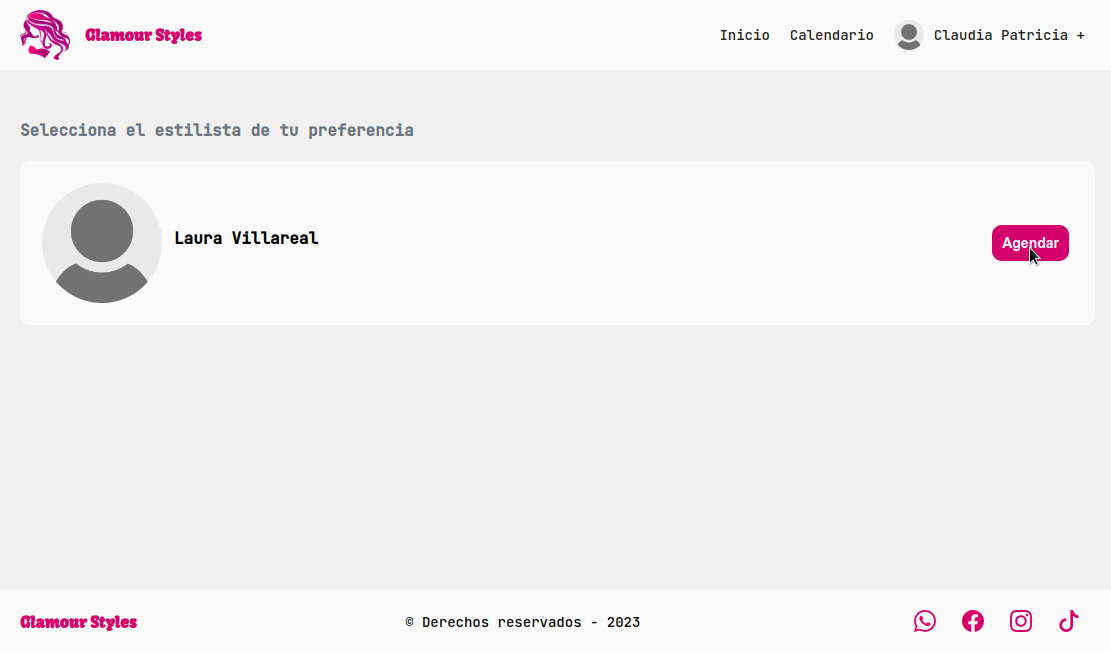 Glamour Styles
Inicio Calendario Claudia Patricia +
Selecciona el estilista de tu preferencia
Laura Villareal
Agendar
Glamour Styles
© Derechos reservados - 2023